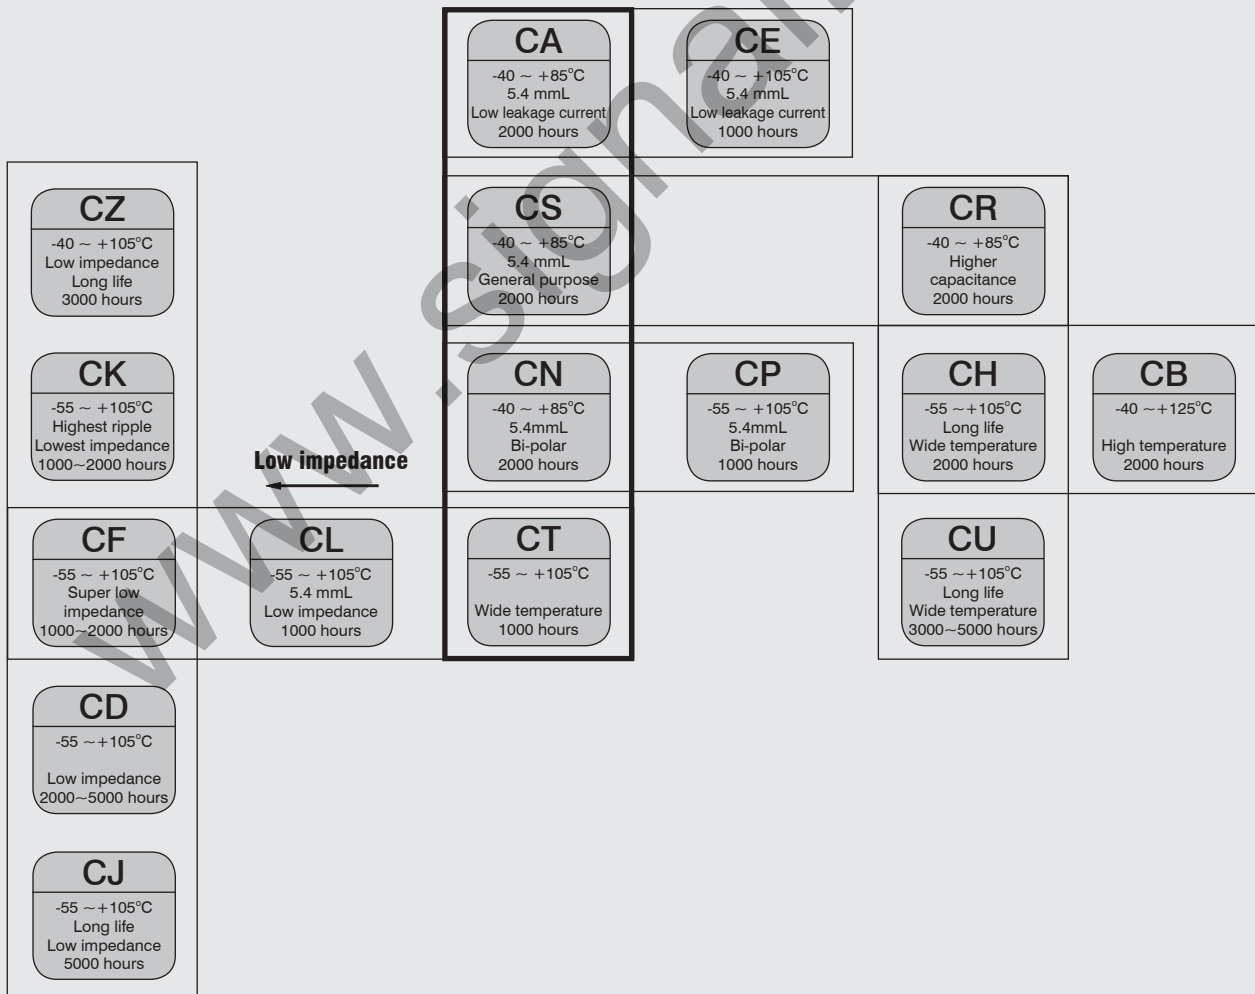 CA
-40 ~ +85°C
5.4 mmL
Low leakage current
2000 hours
CE
-40 ~ +105°C
5.4 mmL
Low leakage current
1000 hours
CZ
-40 ~ +105°C
Low impedance
Long life
3000 hours
CS
-40 ~ +85°C
5.4 mmL
General purpose
2000 hours
CR
-40 ~ +85°C
Higher
capacitance
2000 hours
CK
-55 ~ +105°C
Highest ripple
Lowest impedance
1000~2000 hours
Low impedance
CN
-40 ~ +85°C
5.4mmL
Bi-polar
2000 hours
CP
-55 ~ +105°C
5.4mmL
Bi-polar
1000 hours
CH
-55 ~+105°C
Long life
Wide temperature
2000 hours
CB
-40 ~+125°C
High temperature
2000 hours
CF
-55 ~ +105°C
Super low
impedance
1000~2000 hours
CL
-55 ~ +105°C
5.4 mmL
Low impedance
1000 hours
CT
-55 ~ +105°C
Wide temperature
1000 hours
CU
-55 ~+105°C
Long life
Wide temperature
3000~5000 hours
CD
-55 ~+105°C
Low impedance
2000~5000 hours
CJ
-55 ~+105°C
Long life
Low impedance
5000 hours